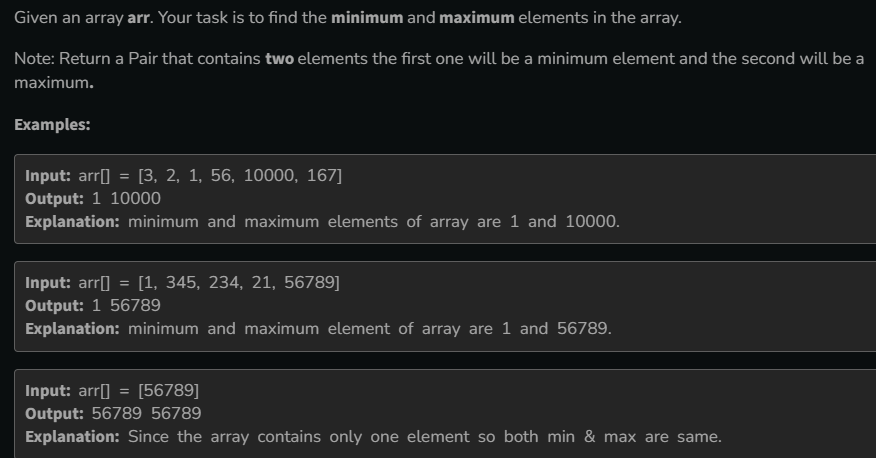 Given an array arr. Your task is to find the minimum and maximum elements in the array.
Note: Return a Pair that contains two elements the first one will be a minimum element and the second will be a
maximum.
Examples:
Input: arr[] = [3, 2, 1, 56, 10000, 167]
Output: 1 10000
Explanation: minimum and maximum elements of array are 1 and 10000.
Input: arr[] = [1, 345, 234, 21, 56789]
Output: 1 56789
Explanation: minimum and maximum element of array are 1 and 56789.
Input: arr[] = [56789]
Output: 56789 56789
Explanation: Since the array contains only one element so both min & max are same.